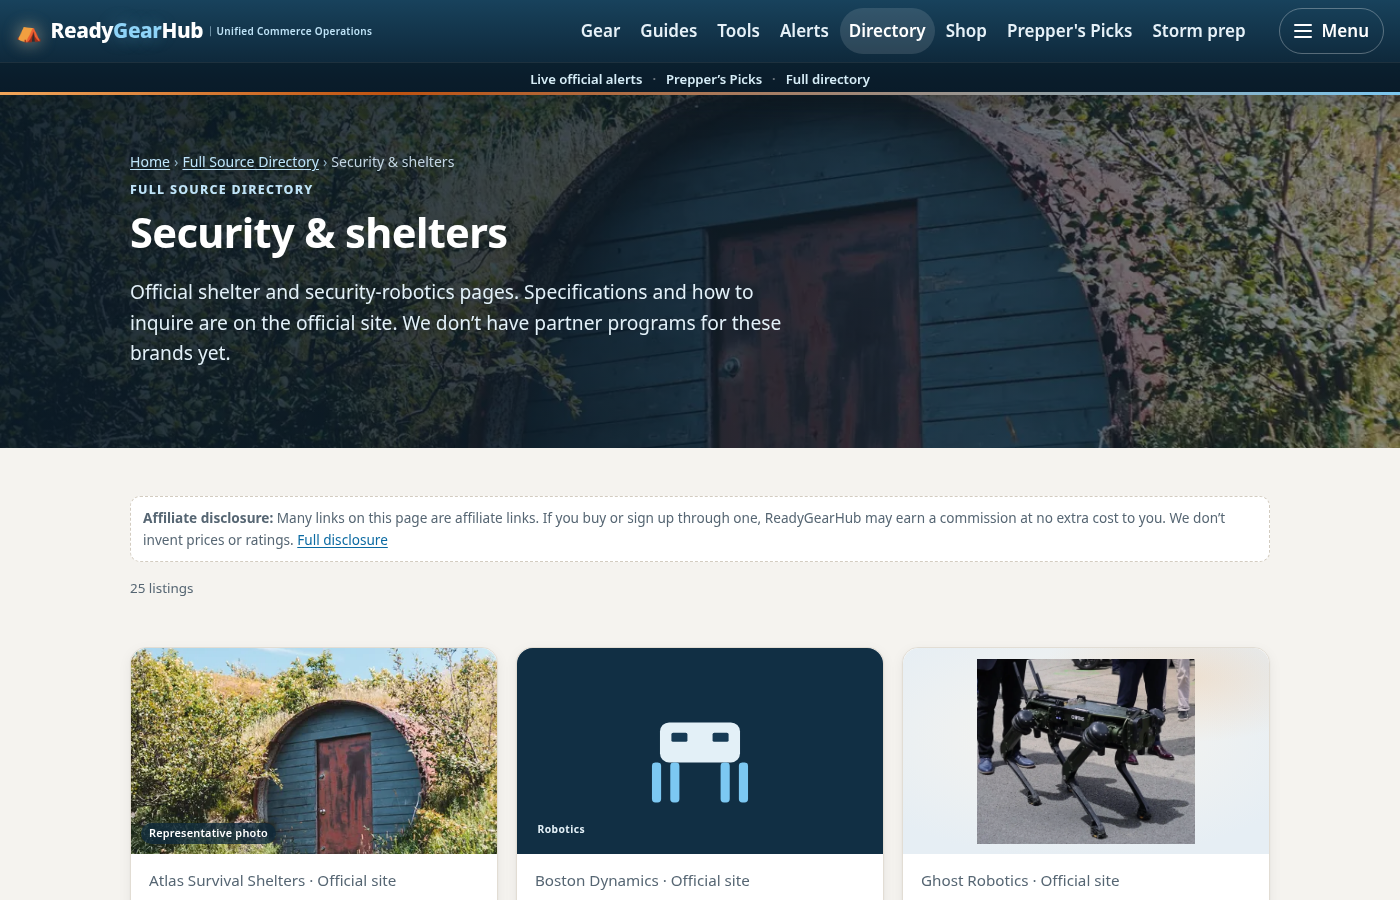 ReadyGearHub | Unified Commerce Operations
Gear Guides Tools Alerts Directory Shop Prepper's Picks Storm prep Menu
Live official alerts · Prepper’s Picks · Full directory
Home › Full Source Directory › Security & shelters
FULL SOURCE DIRECTORY
Security & shelters
Official shelter and security-robotics pages. Specifications and how to
inquire are on the official site. We don’t have partner programs for these
brands yet.
Affiliate disclosure: Many links on this page are affiliate links. If you buy or sign up through one, ReadyGearHub may earn a commission at no extra cost to you. We don’t
invent prices or ratings. Full disclosure
25 listings
Representative photo
Robotics
Atlas Survival Shelters · Official site
Boston Dynamics · Official site
Ghost Robotics · Official site